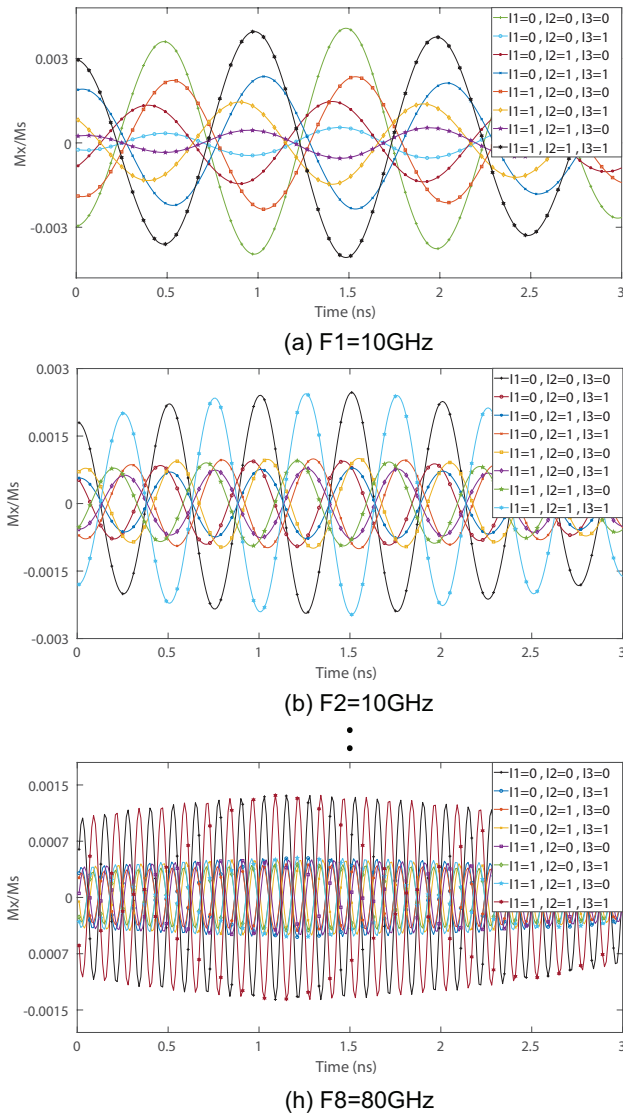 0.003
0
-0.003
Mx/Ms
I1=0 , I2=0 , I3=0
I1=0 , I2=0 , I3=1
I1=0 , I2=1 , I3=0
I1=0 , I2=1 , I3=1
I1=1 , I2=0 , I3=0
I1=1 , I2=0 , I3=1
I1=1 , I2=1 , I3=0
I1=1 , I2=1 , I3=1
0 0.5 1 1.5 2 2.5 3
Time (ns)
(a) F1=10GHz
0.003
0.0015
0
-0.0015
-0.003
Mx/Ms
I1=0 , I2=0 , I3=0
I1=0 , I2=0 , I3=1
I1=0 , I2=1 , I3=0
I1=0 , I2=1 , I3=1
I1=1 , I2=0 , I3=0
I1=1 , I2=0 , I3=1
I1=1 , I2=1 , I3=0
I1=1 , I2=1 , I3=1
0 0.5 1 1.5 2 2.5 3
Time (ns)
(b) F2=10GHz
0.0015
0.0007
0
0.0007
-0.0015
Mx/Ms
I1=0 , I2=0 , I3=0
I1=0 , I2=0 , I3=1
I1=0 , I2=1 , I3=0
I1=0 , I2=1 , I3=1
I1=1 , I2=0 , I3=0
I1=1 , I2=0 , I3=1
I1=1 , I2=1 , I3=0
I1=1 , I2=1 , I3=1
0 0.5 1 1.5 2 2.5 3
Time (ns)
(h) F8=80GHz